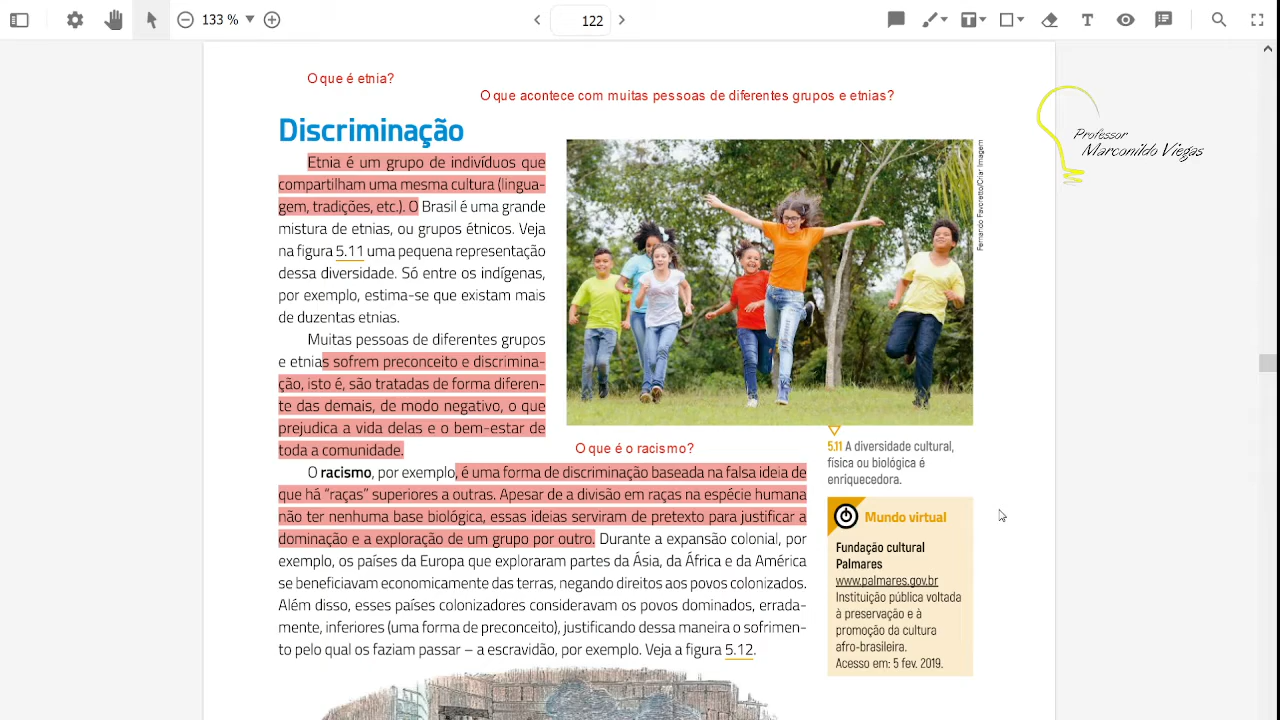 133 %
122
O que é etnia?
O que acontece com muitas pessoas de diferentes grupos e etnias?
Professor
Marconildo Viegas
Discriminação
Etnia é um grupo de indivíduos que
compartilham uma mesma cultura (lingua-
gem, tradições, etc.). O Brasil é uma grande
mistura de etnias, ou grupos étnicos. Veja
na figura 5.11 uma pequena representação
dessa diversidade. Só entre os indígenas,
por exemplo, estima-se que existam mais
de duzentas etnias.
Muitas pessoas de diferentes grupos
e etnias sofrem preconceito e discrimina-
ção, isto é, são tratadas de forma diferen-
te das demais, de modo negativo, o que
prejudica a vida delas e o bem-estar de
toda a comunidade.
Fernando Favoretto/Criar Imagem
O que é o racismo?
O racismo, por exemplo, é uma forma de discriminação baseada na falsa ideia de
que há “raças” superiores a outras. Apesar de a divisão em raças na espécie humana
não ter nenhuma base biológica, essas ideias serviram de pretexto para justificar a
dominação e a exploração de um grupo por outro. Durante a expansão colonial, por
exemplo, os países da Europa que exploraram partes da Ásia, da África e da América
se beneficiavam economicamente das terras, negando direitos aos povos colonizados.
Além disso, esses países colonizadores consideravam os povos dominados, errada-
mente, inferiores (uma forma de preconceito), justificando dessa maneira o sofrimen-
to pelo qual os faziam passar – a escravidão, por exemplo. Veja a figura 5.12.
5.11 A diversidade cultural,
física ou biológica é
enriquecedora.
Mundo virtual
Fundação cultural
Palmares
www.palmares.gov.br
Instituição pública voltada
à preservação e à
promoção da cultura
afro-brasileira.
Acesso em: 5 fev. 2019.